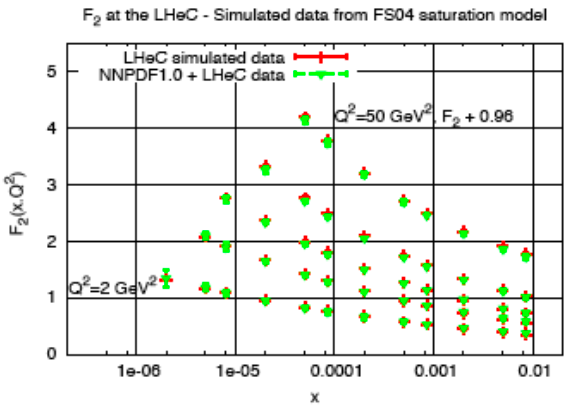 F₂ at the LHeC - Simulated data from FS04 saturation model
LHeC simulated data
NNPDF1.0 + LHeC data
Q²=50 GeV², F₂ + 0.96
Q²=2 GeV²
F₂(x,Q²)
5
4
3
2
1
0
1e-06 1e-05 0.0001 0.001 0.01
x